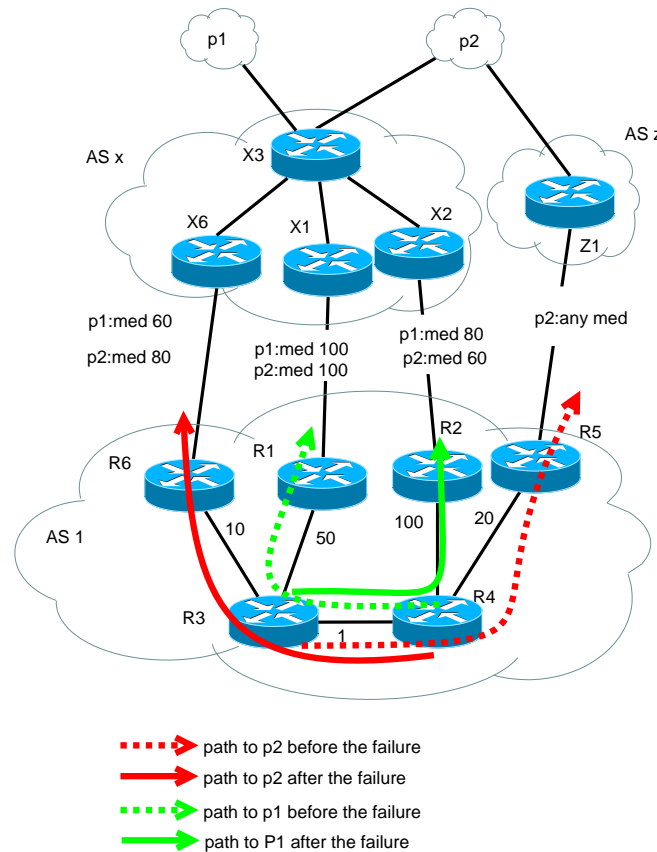 p1
p2
AS x
X3
AS z
X6
X1
X2
Z1
p1:med 60
p2:med 80
p1:med 100
p2:med 100
p1:med 80
p2:med 60
p2:any med
R6
R1
R2
R5
AS 1
10
50
100
20
R3
1
R4
path to p2 before the failure
path to p2 after the failure
path to p1 before the failure
path to P1 after the failure